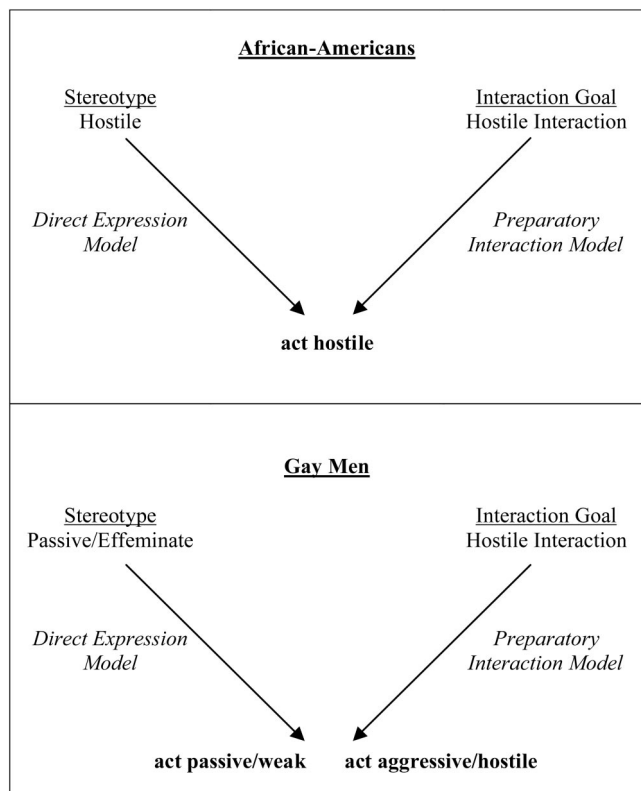 African-Americans
Stereotype
Hostile
Interaction Goal
Hostile Interaction
Direct Expression
Model
Preparatory
Interaction Model
act hostile
Gay Men
Stereotype
Passive/Effeminate
Interaction Goal
Hostile Interaction
Direct Expression
Model
Preparatory
Interaction Model
act passive/weak
act aggressive/hostile